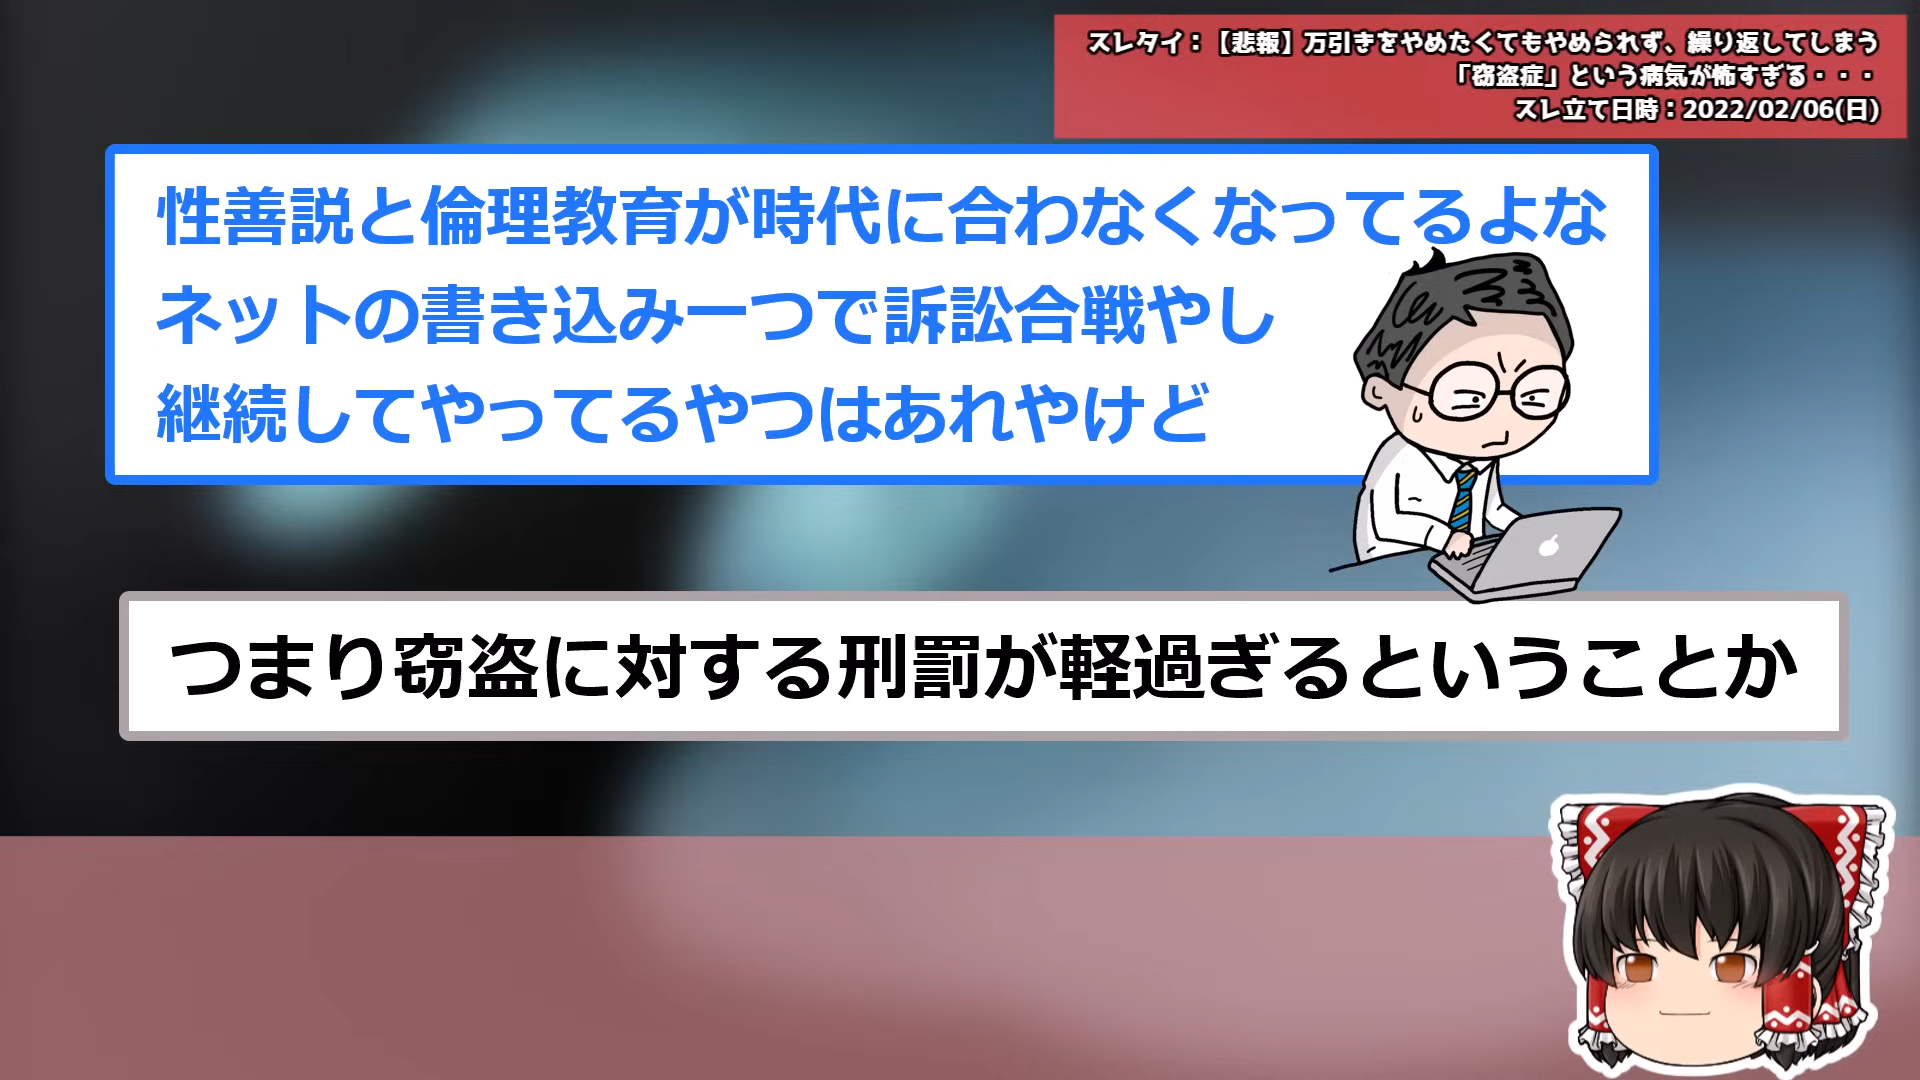 スレタイ：【悲報】万引きをやめたくてもやめられず、繰り返してしまう
「窃盗症」という病気が怖すぎる・・・
スレ立て日時：2022/02/06(日)
性善説と倫理教育が時代に合わなくなってるよな
ネットの書き込み一つで訴訟合戦やし
継続してやってるやつはあれやけど
つまり窃盗に対する刑罰が軽過ぎるということか